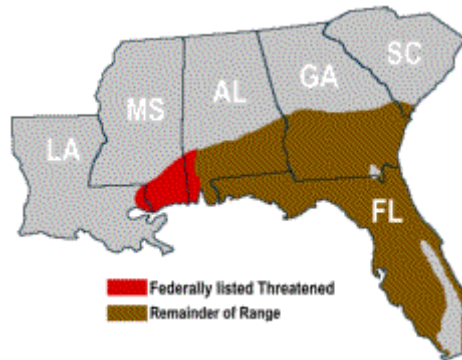 SC
GA
AL
MS
LA
FL
Federally listed Threatened
Remainder of Range